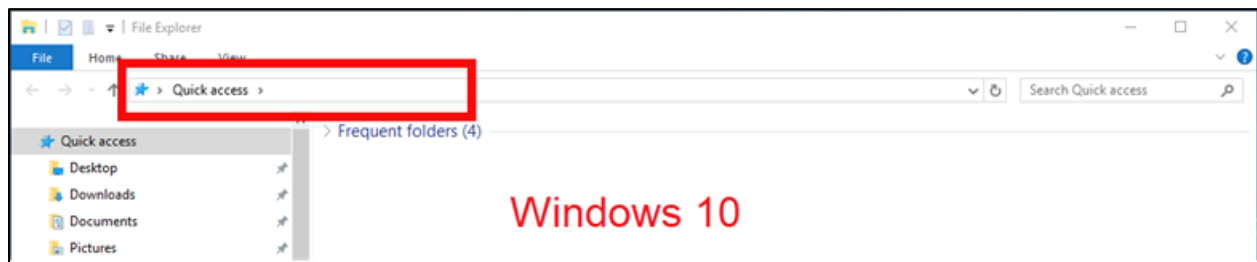 File Explorer
File Home Share View
Quick access
Search Quick access
Quick access
Frequent folders (4)
Desktop
Downloads
Documents
Pictures
Windows 10